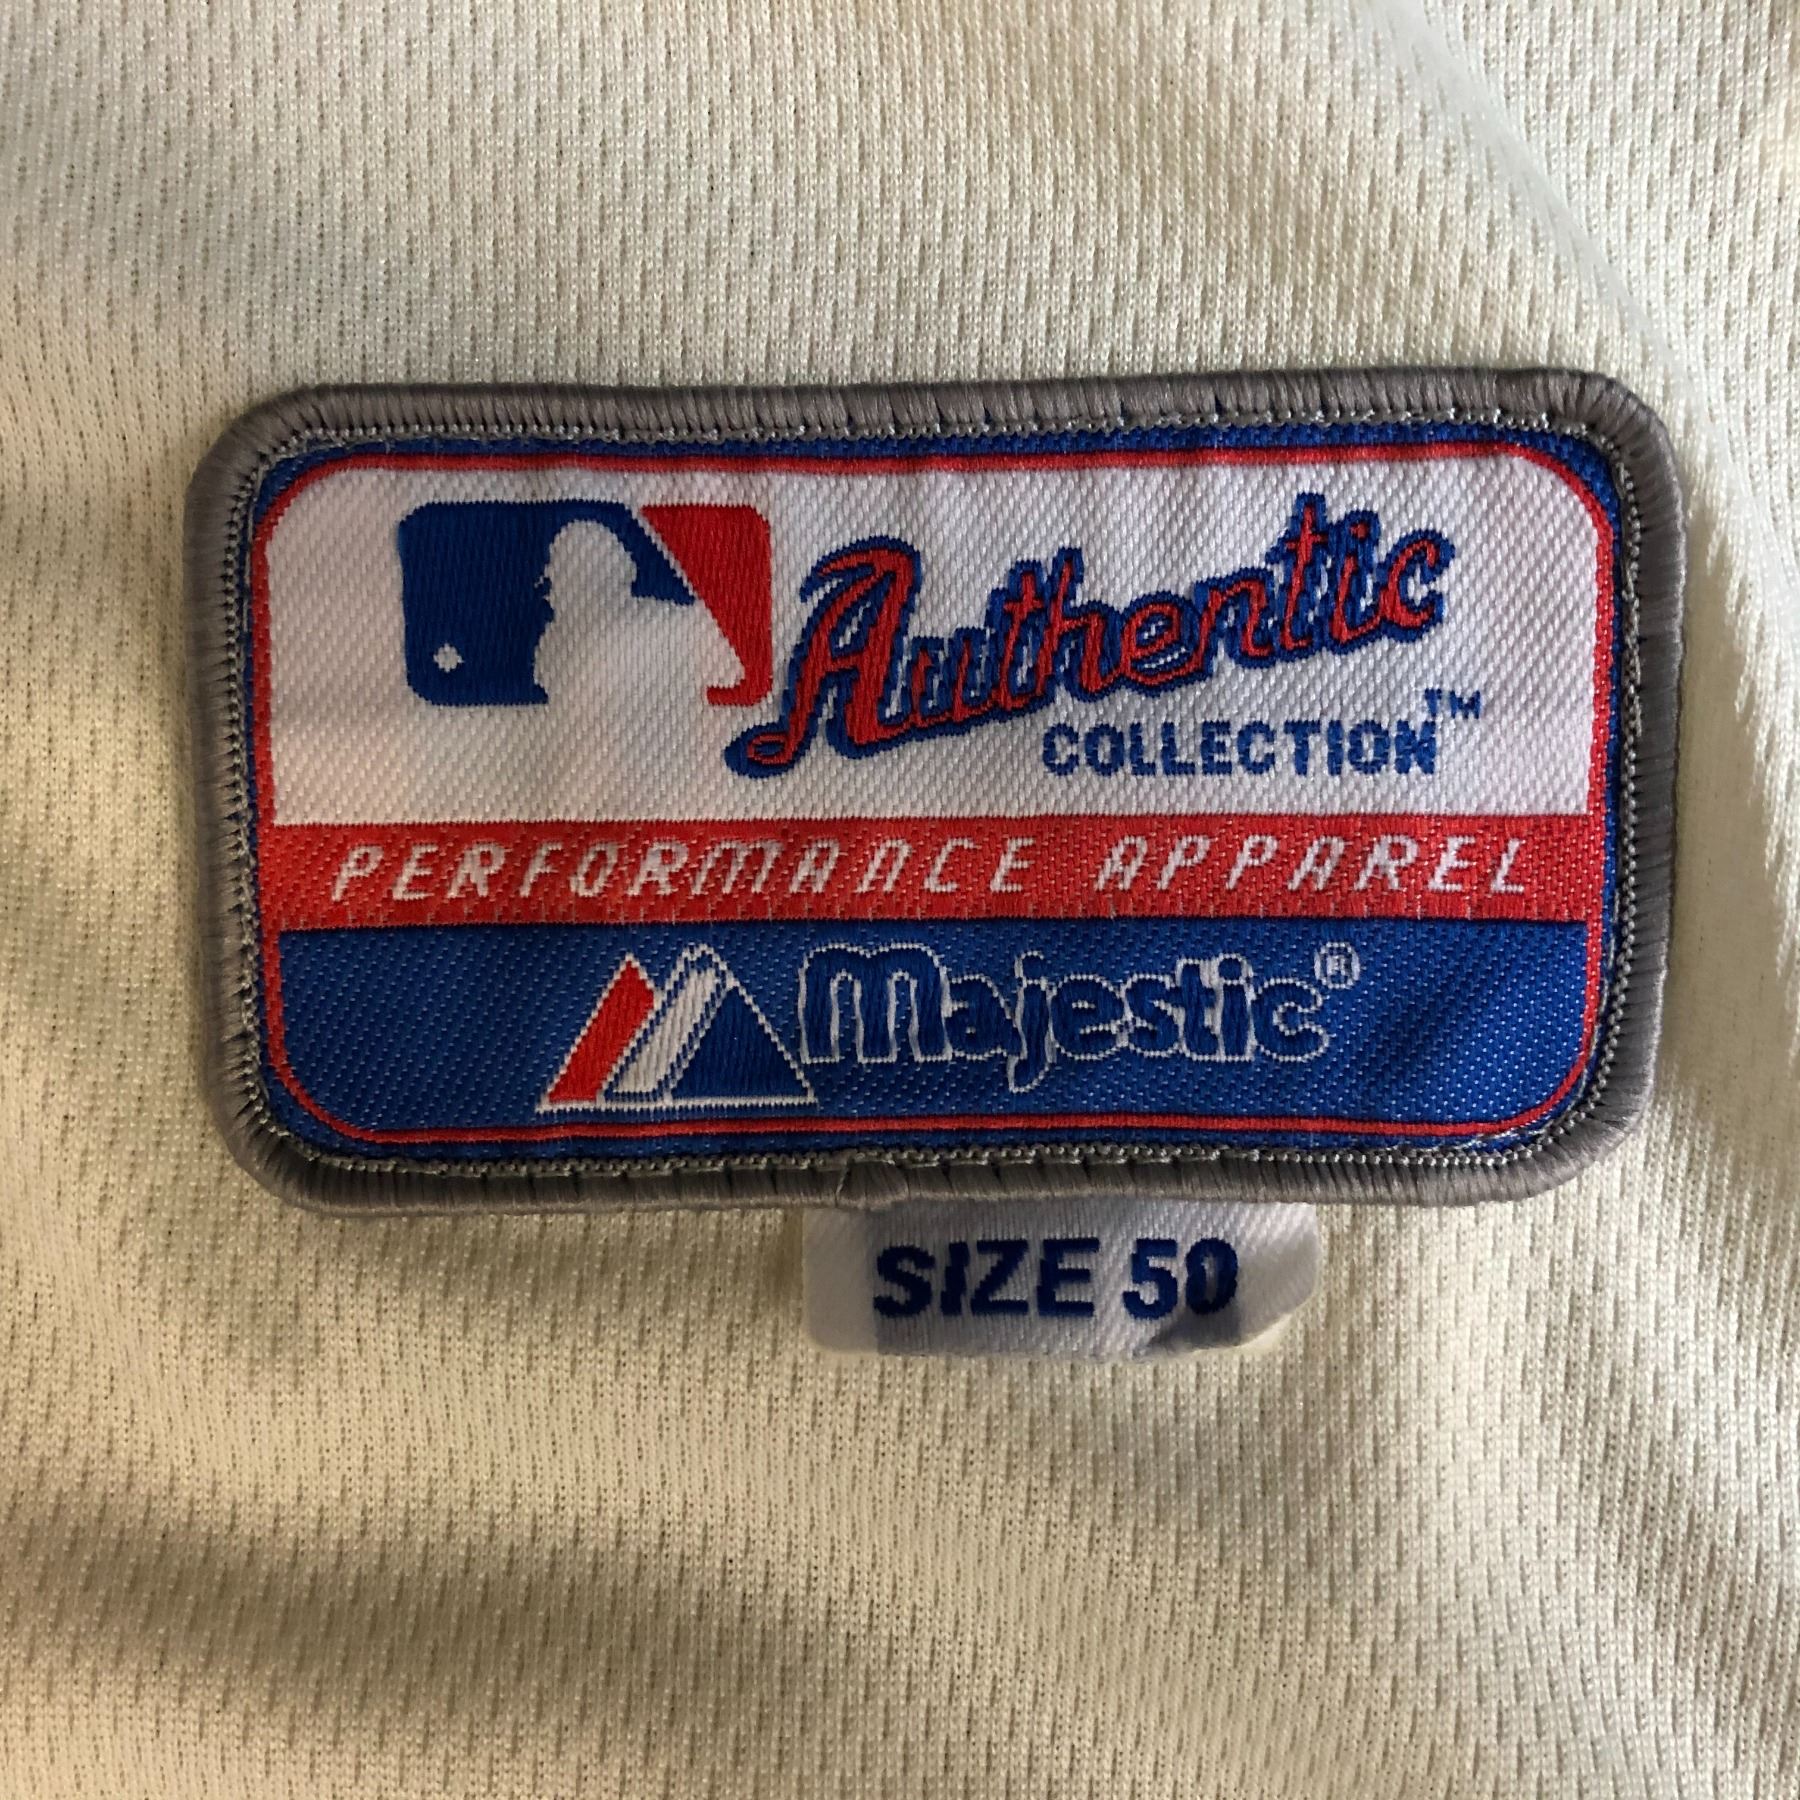 Authentic
COLLECTION™
PERFORMANCE APPAREL
Majestic®
SIZE 50